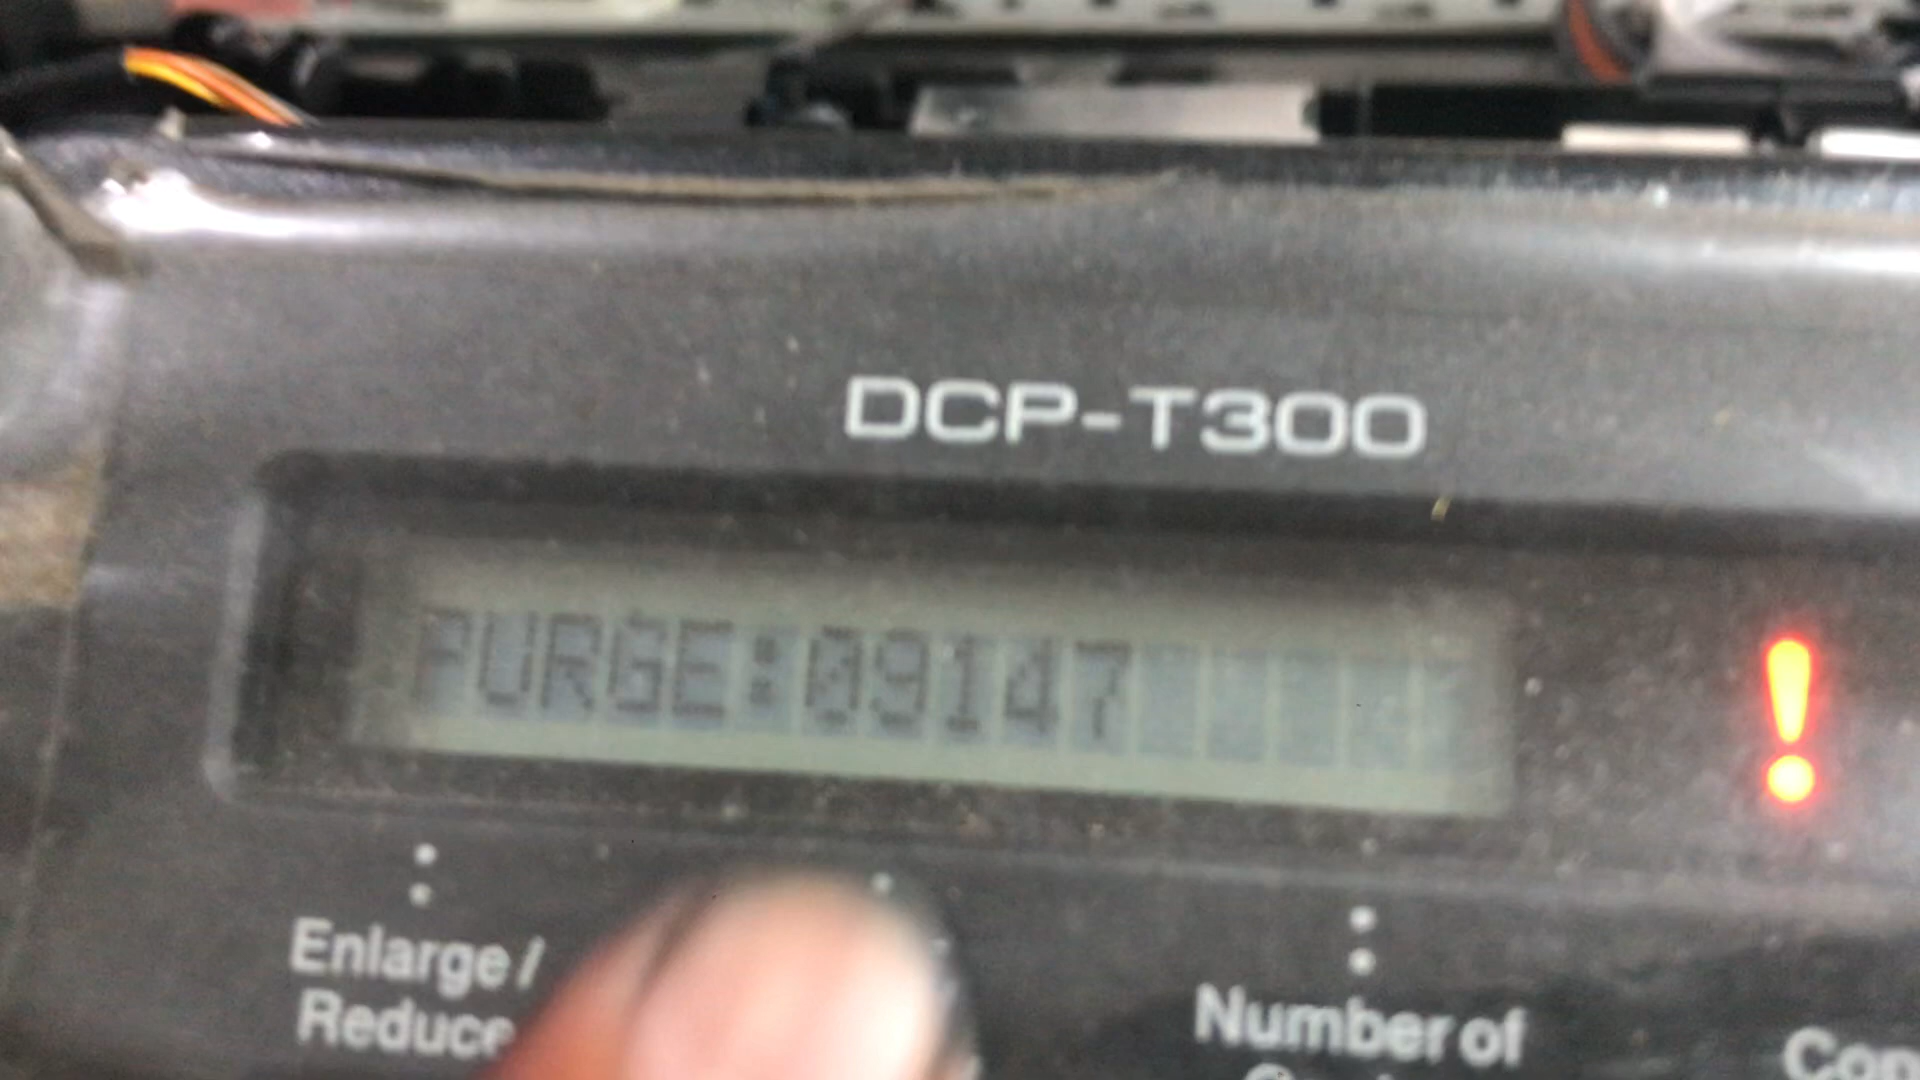 DCP-T300
PURGE:09147
Enlarge/
Reduce
Number of